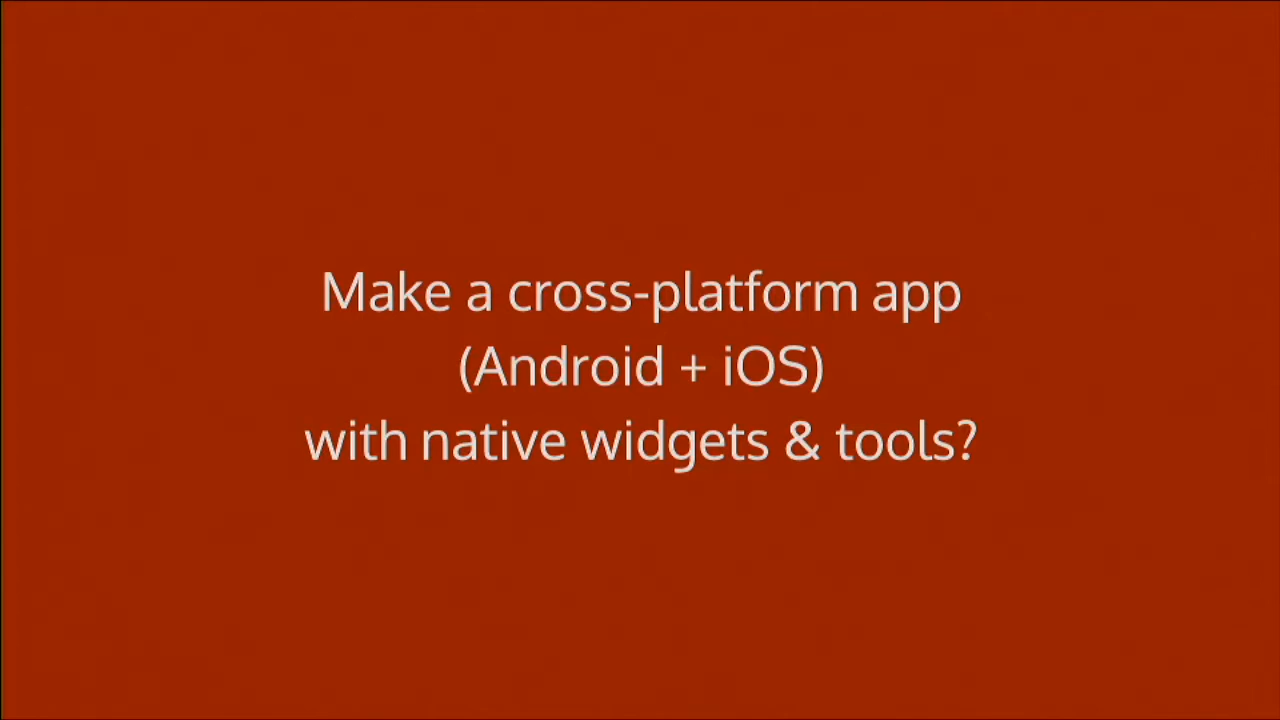 Make a cross-platform app
(Android + iOS)
with native widgets & tools?